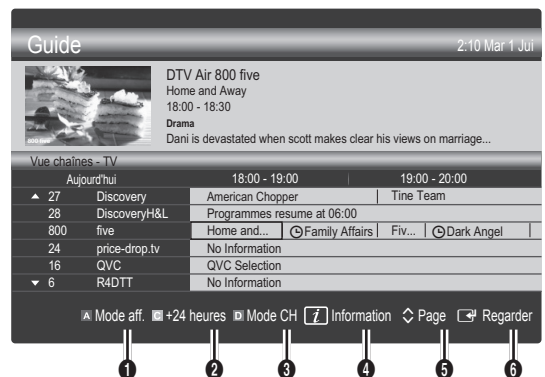 Guide 2:10 Mar 1 Jui
DTV Air 800 five
Home and Away
18:00 - 18:30
Drama
Dani is devastated when scott makes clear his views on marriage...
800 five
Vue chaînes - TV
Aujourd'hui 18:00 - 19:00 19:00 - 20:00
▲ 27 Discovery American Chopper Tine Team
28 DiscoveryH&L Programmes resume at 06:00
800 five Home and... Family Affairs Fiv... Dark Angel
24 price-drop.tv No Information
16 QVC QVC Selection
▼ 6 R4DTT No Information
A Mode aff. C +24 heures D Mode CH i Information Page Regarder
1 2 3 4 5 6